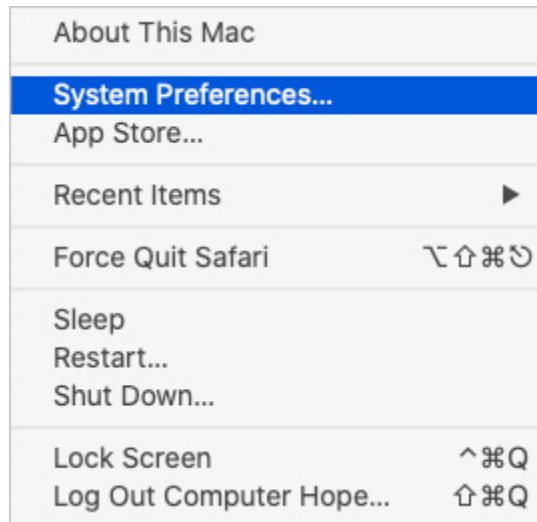 About This Mac
System Preferences...
App Store...
Recent Items ▶
Force Quit Safari ⌥⇧⌘⎋
Sleep
Restart...
Shut Down...
Lock Screen ^⌘Q
Log Out Computer Hope... ⇧⌘Q